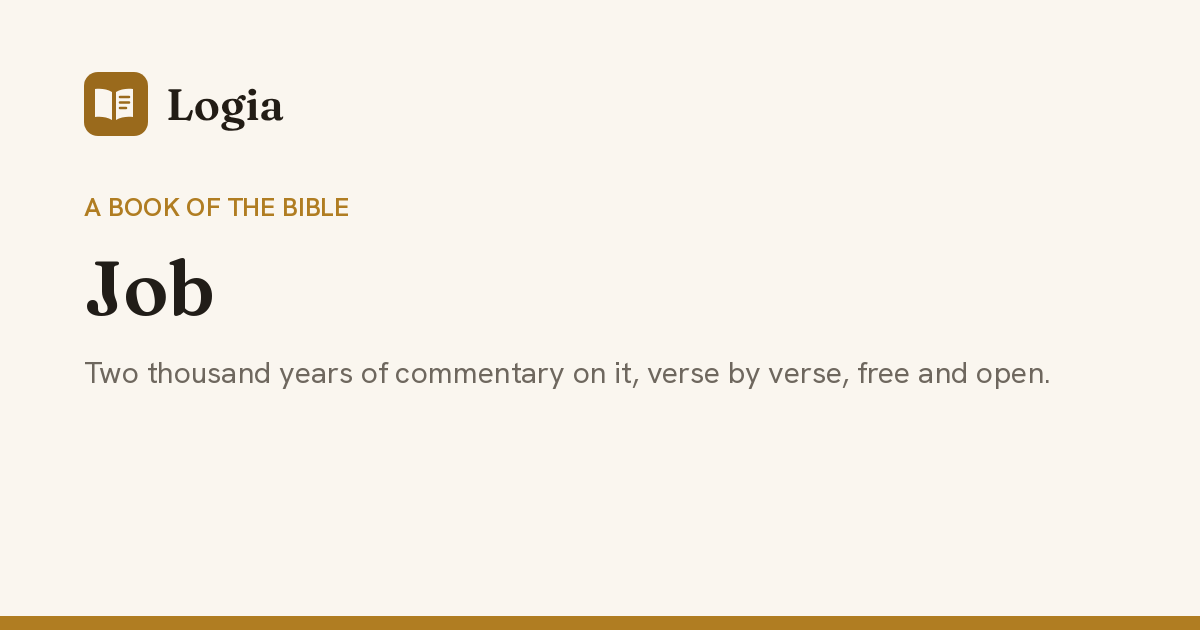 Logia
A BOOK OF THE BIBLE
Job
Two thousand years of commentary on it, verse by verse, free and open.